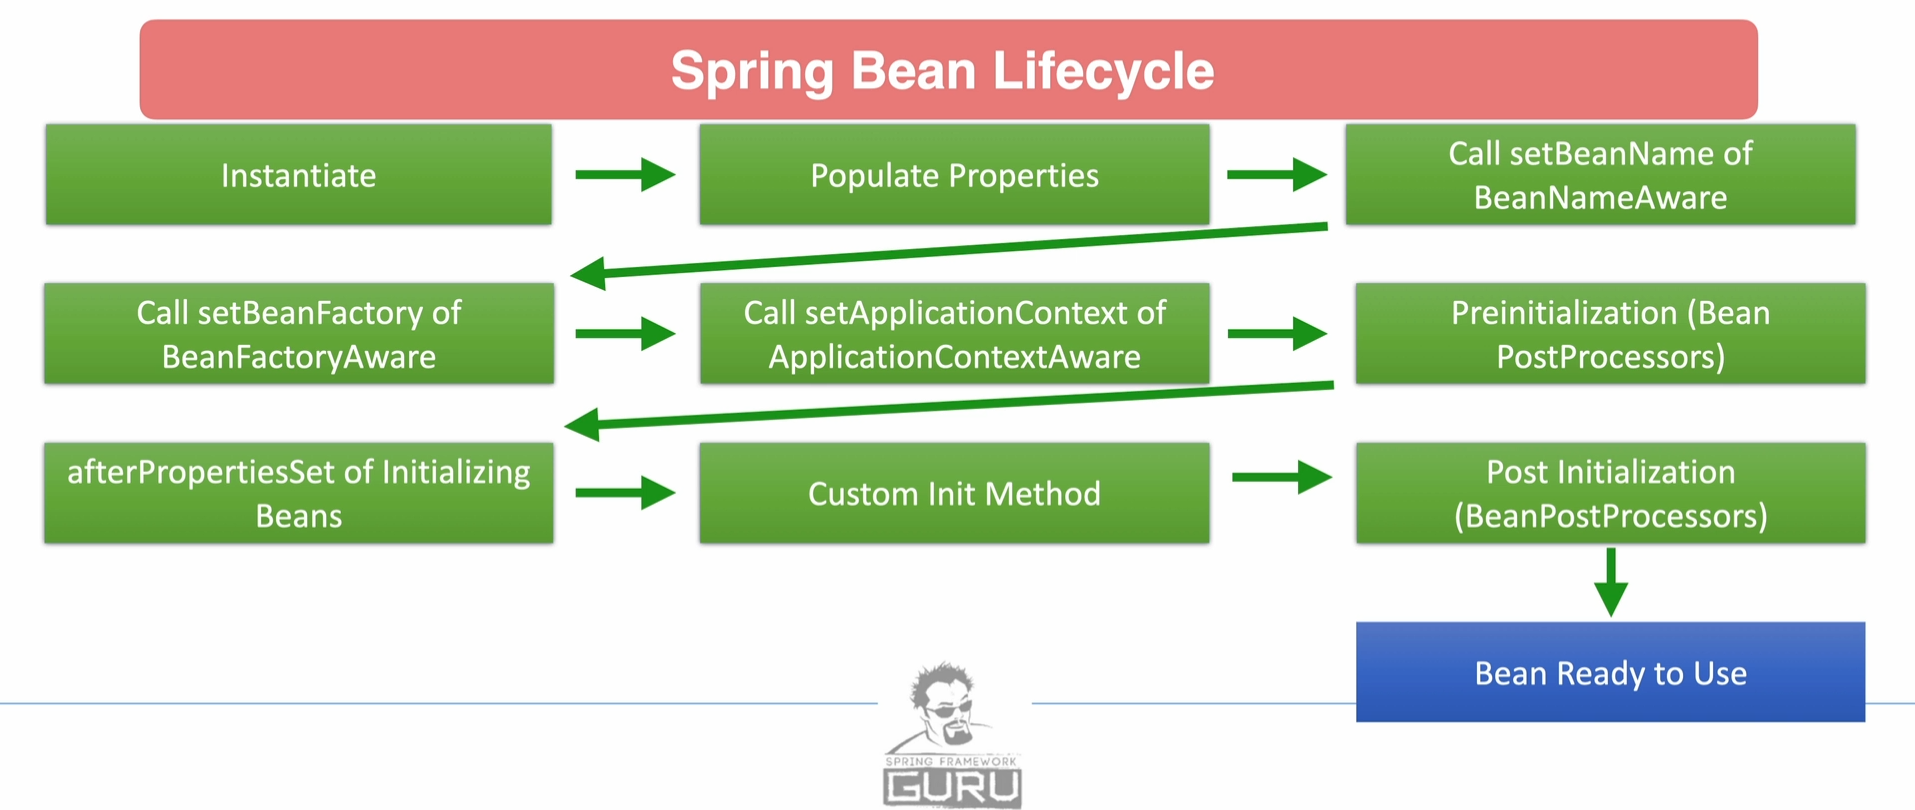 Spring Bean Lifecycle
Instantiate
Populate Properties
Call setBeanName of
BeanNameAware
Call setBeanFactory of
BeanFactoryAware
Call setApplicationContext of
ApplicationContextAware
Preinitialization (Bean
PostProcessors)
afterPropertiesSet of Initializing
Beans
Custom Init Method
Post Initialization
(BeanPostProcessors)
Bean Ready to Use
SPRING FRAMEWORK
GURU